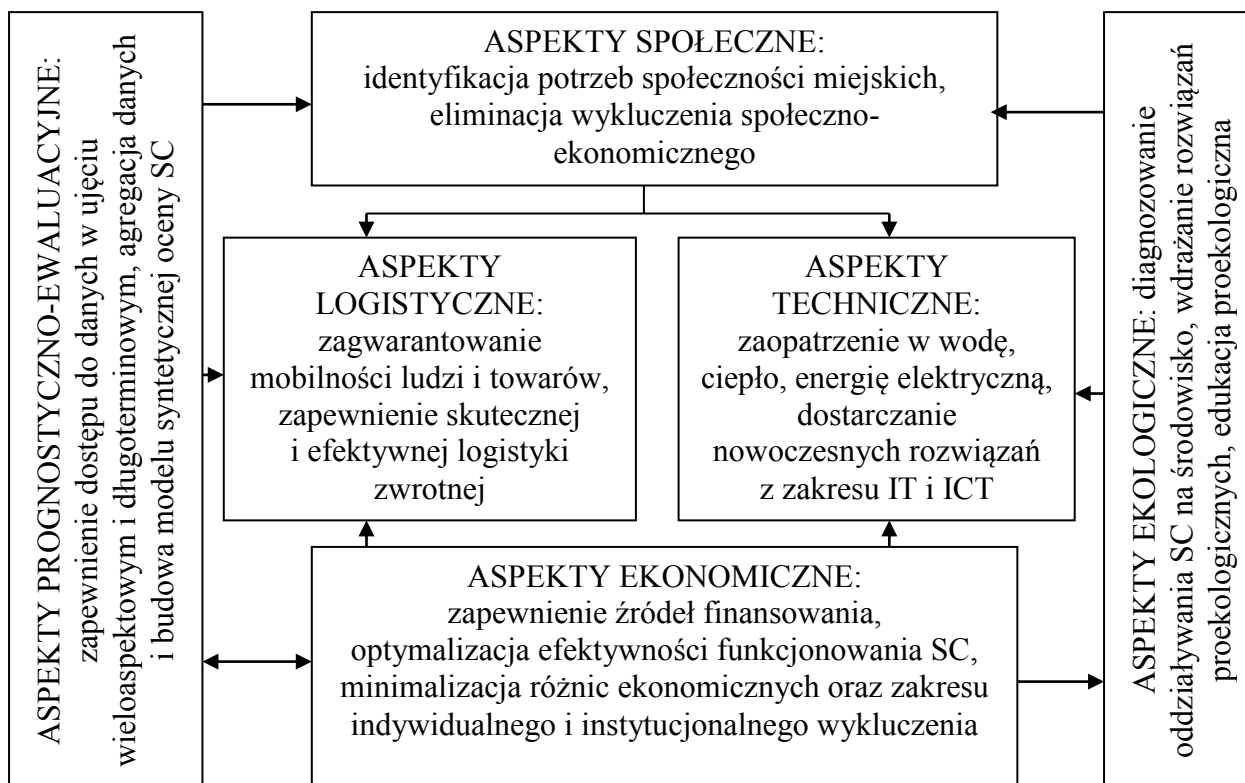 ASPEKTY PROGNOSTYCZNO-EWALUACYJNE:
zapewnienie dostępu do danych w ujęciu
wieloaspektowym i długoterminowym, agregacja danych
i budowa modelu syntetycznej oceny SC
ASPEKTY SPOŁECZNE:
identyfikacja potrzeb społeczności miejskich,
eliminacja wykluczenia społeczno-
ekonomicznego
ASPEKTY
LOGISTYCZNE:
zagwarantowanie
mobilności ludzi i towarów,
zapewnienie skutecznej
i efektywnej logistyki
zwrotnej
ASPEKTY
TECHNICZNE:
zaopatrzenie w wodę,
ciepło, energię elektryczną,
dostarczanie
nowoczesnych rozwiązań
z zakresu IT i ICT
ASPEKTY EKONOMICZNE:
zapewnienie źródeł finansowania,
optymalizacja efektywności funkcjonowania SC,
minimalizacja różnic ekonomicznych oraz zakresu
indywidualnego i instytucjonalnego wykluczenia
ASPEKTY EKOLOGICZNE: diagnozowanie
oddziaływania SC na środowisko, wdrażanie rozwiązań
proekologicznych, edukacja proekologiczna